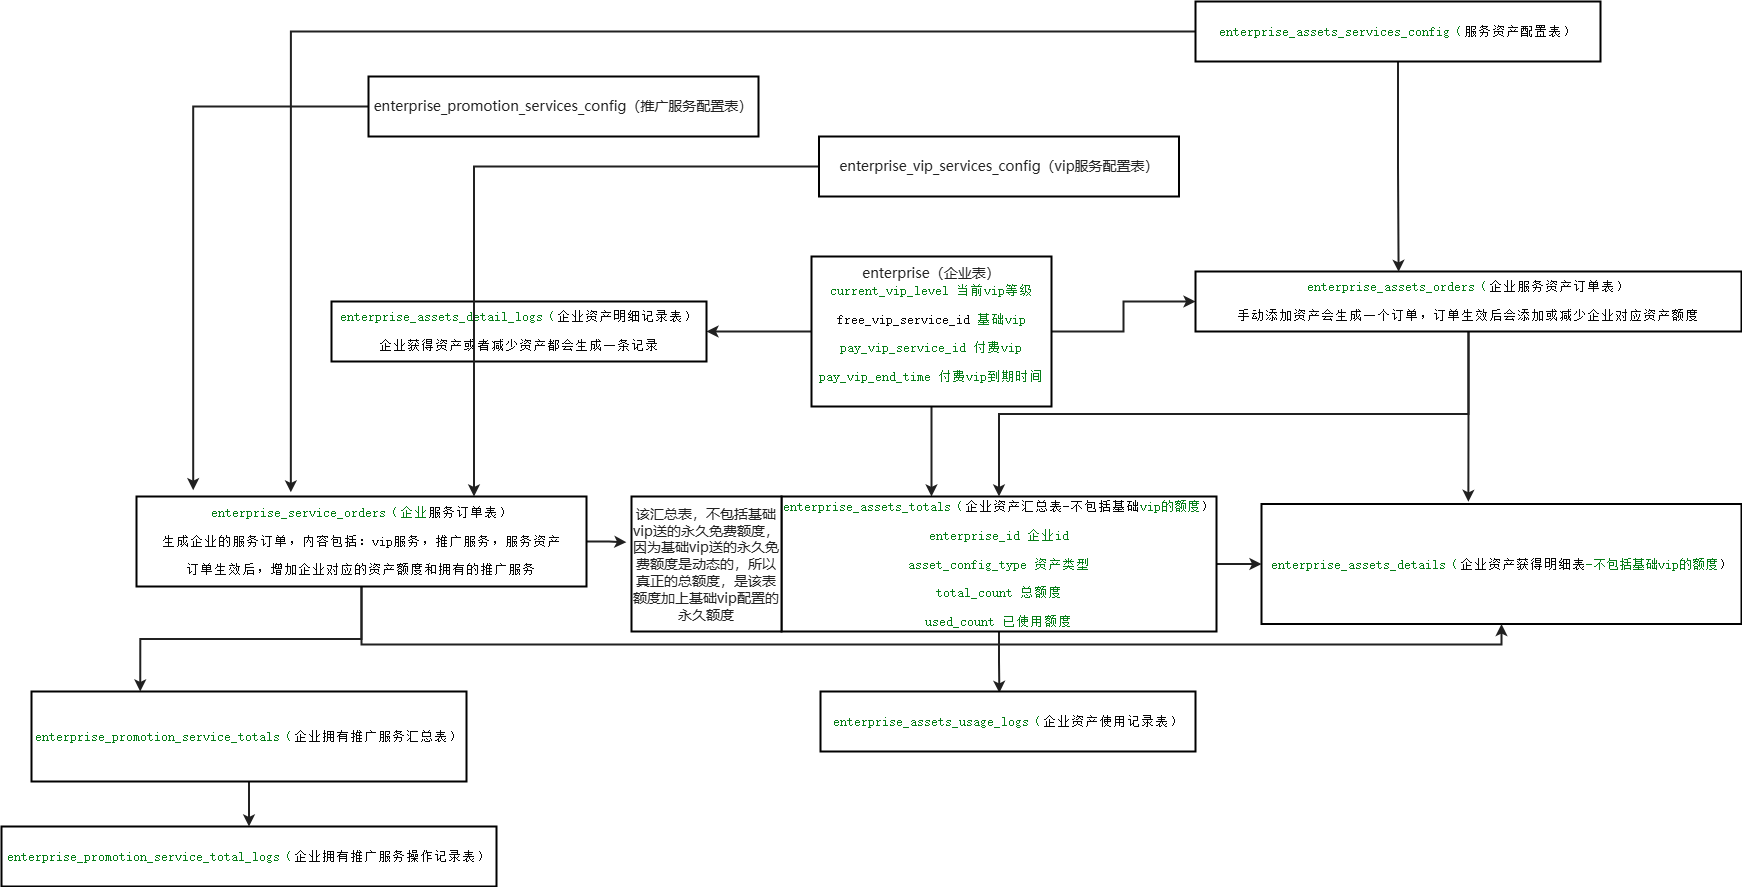 enterprise_assets_services_config（服务资产配置表）
enterprise_promotion_services_config（推广服务配置表）
enterprise_vip_services_config（vip服务配置表）
enterprise（企业表）
current_vip_level 当前vip等级
free_vip_service_id 基础vip
pay_vip_service_id 付费vip
pay_vip_end_time 付费vip到期时间
enterprise_assets_orders（企业服务资产订单表）
手动添加资产会生成一个订单，订单生效后会添加或减少企业对应资产额度
enterprise_assets_detail_logs（企业资产明细记录表）
企业获得资产或者减少资产都会生成一条记录
enterprise_service_orders（企业服务订单表）
生成企业的服务订单，内容包括：vip服务，推广服务，服务资产
订单生效后，增加企业对应的资产额度和拥有的推广服务
该汇总表，不包括基础
vip送的永久免费额度，
因为基础vip送的永久免
费额度是动态的，所以
真正的总额度，是该表
额度加上基础vip配置的
永久额度
enterprise_assets_totals（企业资产汇总表-不包括基础vip的额度）
enterprise_id 企业id
asset_config_type 资产类型
total_count 总额度
used_count 已使用额度
enterprise_assets_details（企业资产获得明细表-不包括基础vip的额度）
enterprise_promotion_service_totals（企业拥有推广服务汇总表）
enterprise_assets_usage_logs（企业资产使用记录表）
enterprise_promotion_service_total_logs（企业拥有推广服务操作记录表）